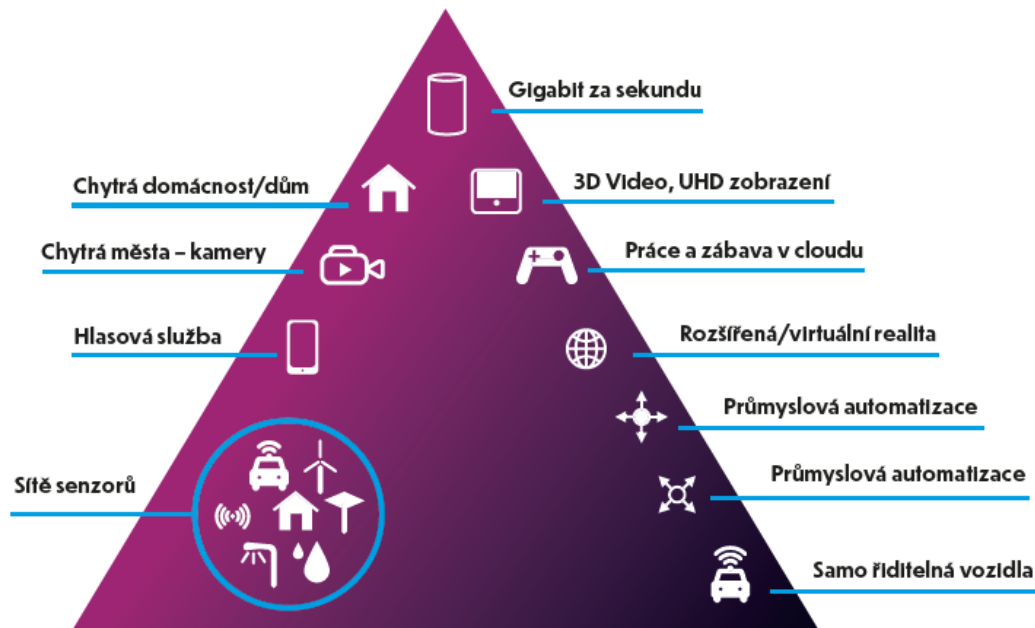 Gigabit za sekundu
Chytrá domácnost/dům
3D Video, UHD zobrazení
Chytrá města – kamery
Práce a zábava v cloudu
Hlasová služba
Rozšířená/virtuální realita
Průmyslová automatizace
Sítě senzorů
Průmyslová automatizace
Samo řiditelná vozidla